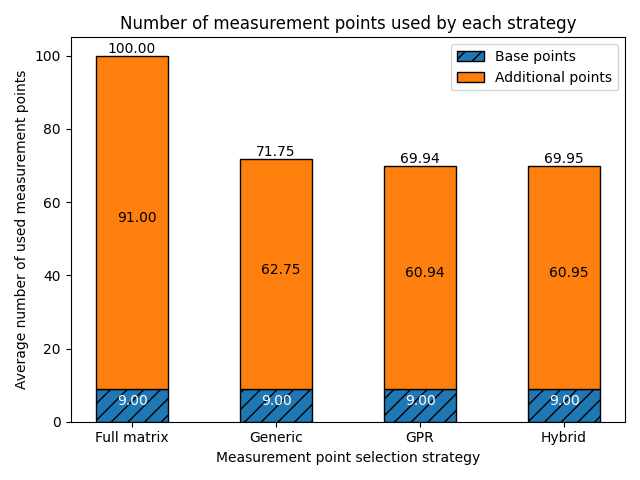 Number of measurement points used by each strategy
Average number of used measurement points
100
80
60
40
20
0
Base points
Additional points
100.00
71.75
69.94
69.95
91.00
62.75
60.94
60.95
9.00
9.00
9.00
9.00
Full matrix
Generic
GPR
Hybrid
Measurement point selection strategy